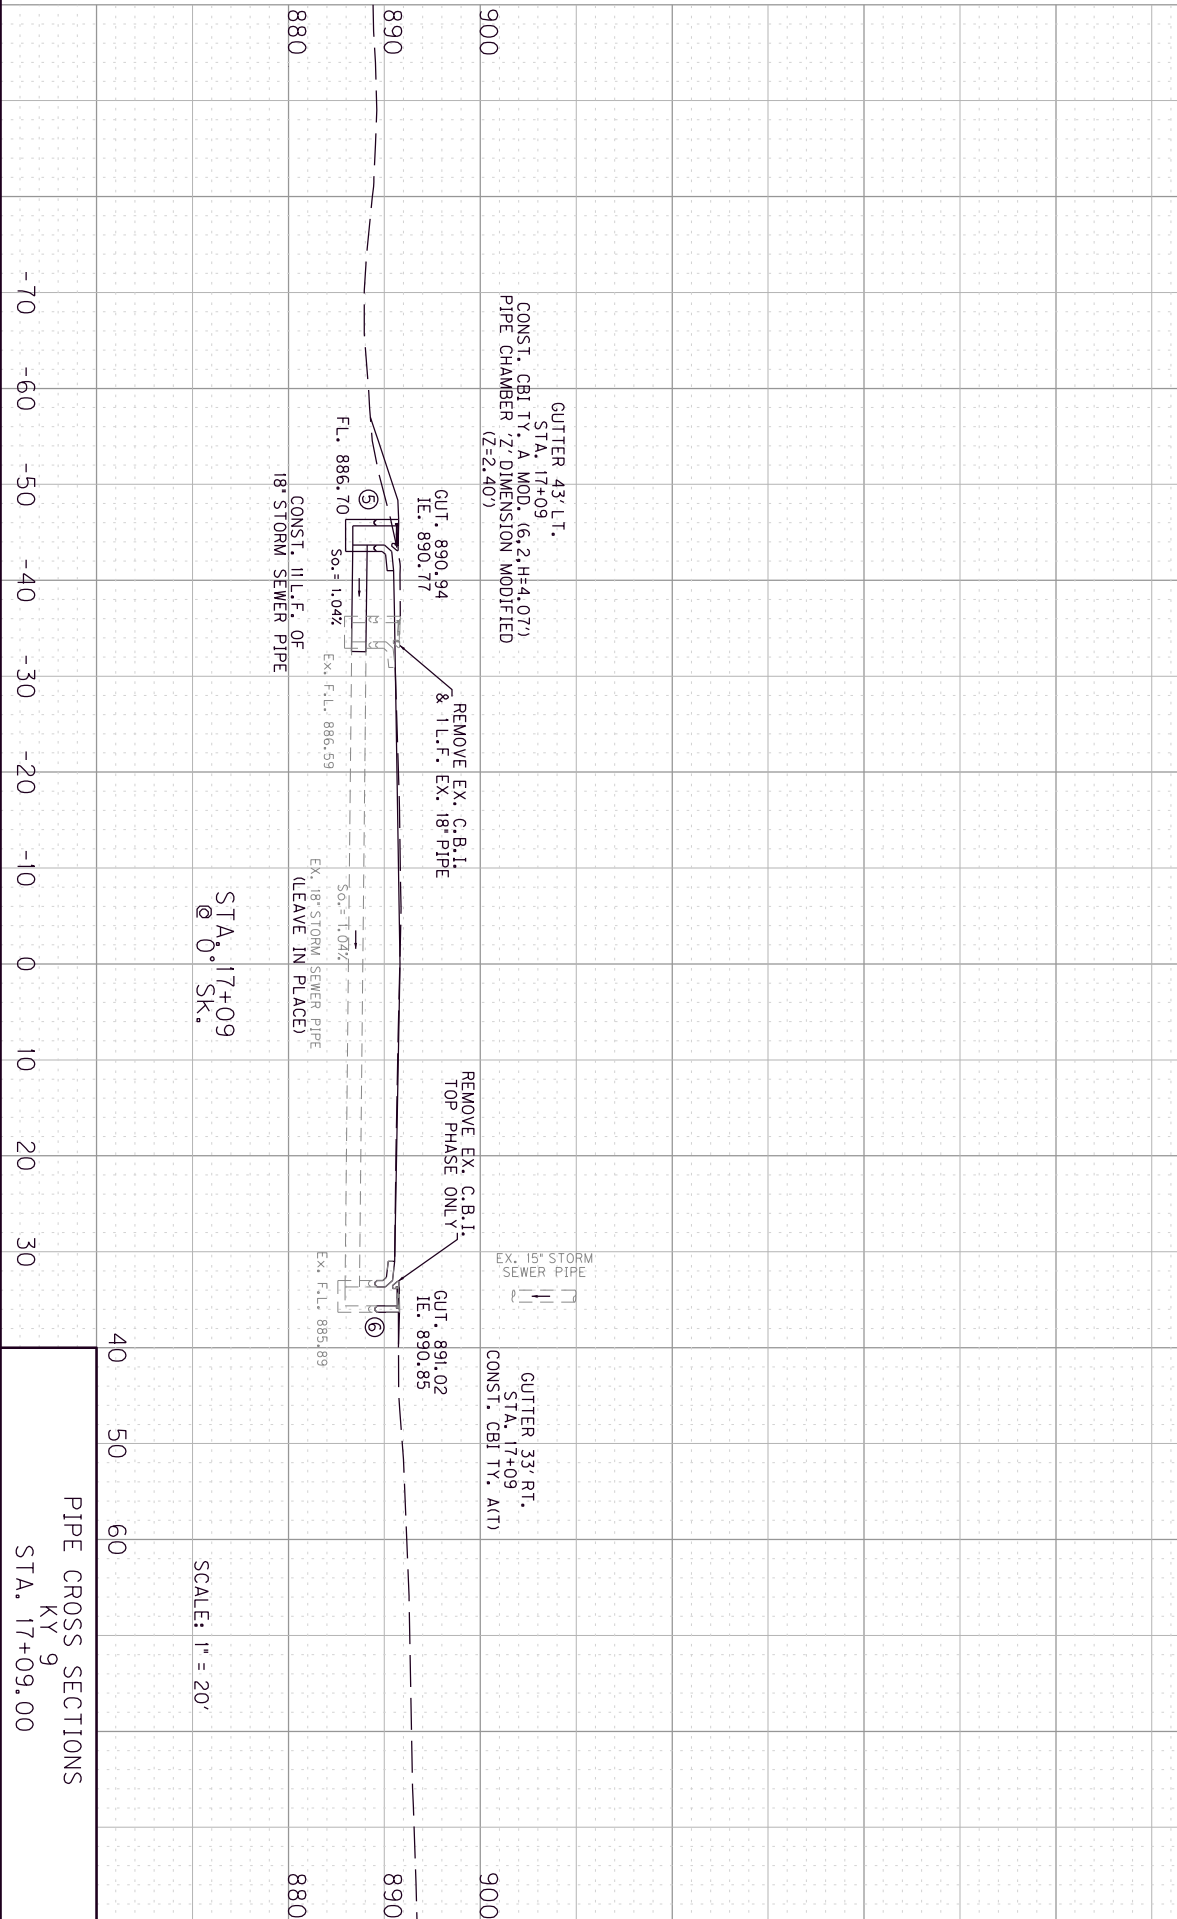 900
890
880
GUTTER 43' LT.
STA. 17+09
CONST. CBI TY. A MOD. (6,2,H=4.07')
PIPE CHAMBER 'Z' DIMENSION MODIFIED
(Z=2.40')
GUT. 890.94
IE. 890.77
REMOVE EX. C.B.I.
& 1 L.F. EX. 18" PIPE
REMOVE EX. C.B.I.
TOP PHASE ONLY
EX. 15" STORM
SEWER PIPE
GUTTER 33' RT.
STA. 17+09
CONST. CBI TY. A(T)
GUT. 891.02
IE. 890.85
5
6
FL. 886.70
So.= 1.04%
CONST. 11 L.F. OF
18" STORM SEWER PIPE
Ex. F.L. 886.59
So.= 1.04%
EX. 18" STORM SEWER PIPE
(LEAVE IN PLACE)
Ex. F.L. 885.89
900
890
880
STA. 17+09
@ 0.° SK.
SCALE: 1" = 20'
-70
-60
-50
-40
-30
-20
-10
0
10
20
30
40
50
60
PIPE CROSS SECTIONS
KY 9
STA. 17+09.00